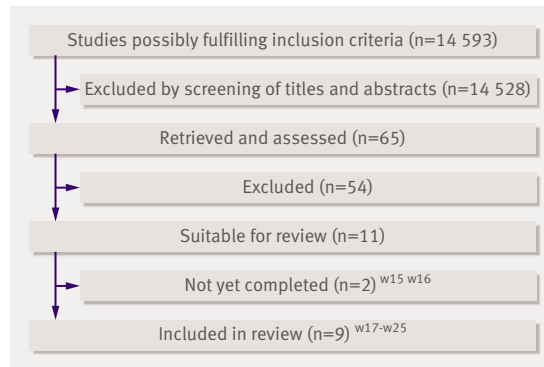 Studies possibly fulfilling inclusion criteria (n=14 593)
Excluded by screening of titles and abstracts (n=14 528)
Retrieved and assessed (n=65)
Excluded (n=54)
Suitable for review (n=11)
Not yet completed (n=2) w15 w16
Included in review (n=9) w17-w25